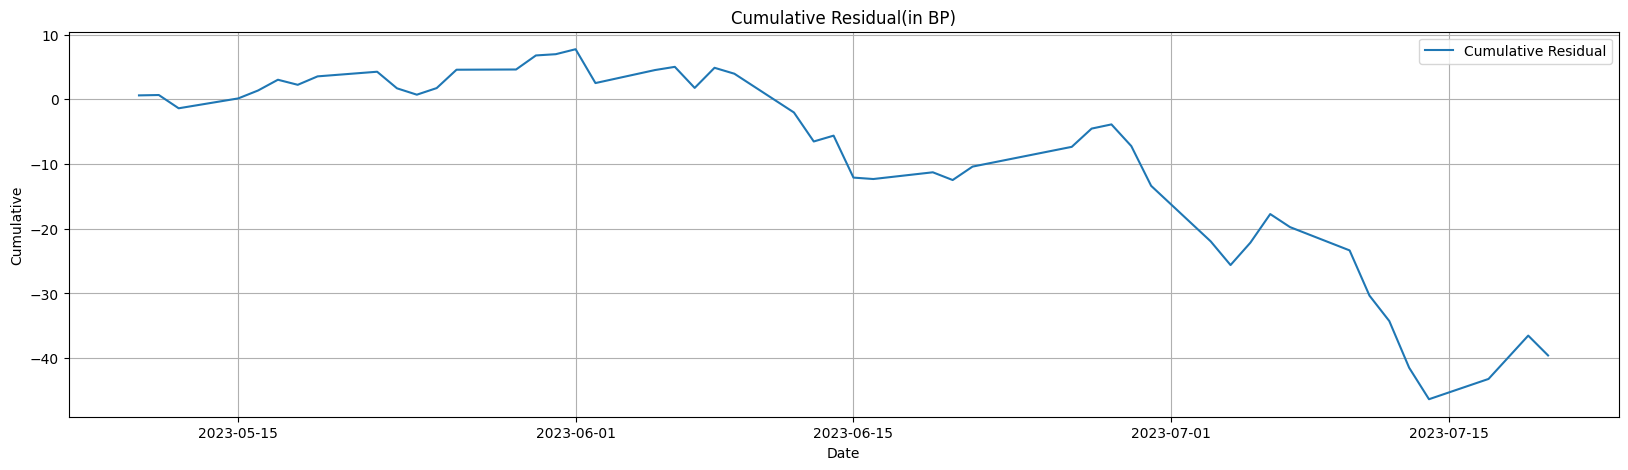 Cumulative Residual(in BP)
Cumulative Residual
10
0
−10
−20
−30
−40
Cumulative
2023-05-15
2023-06-01
2023-06-15
2023-07-01
2023-07-15
Date